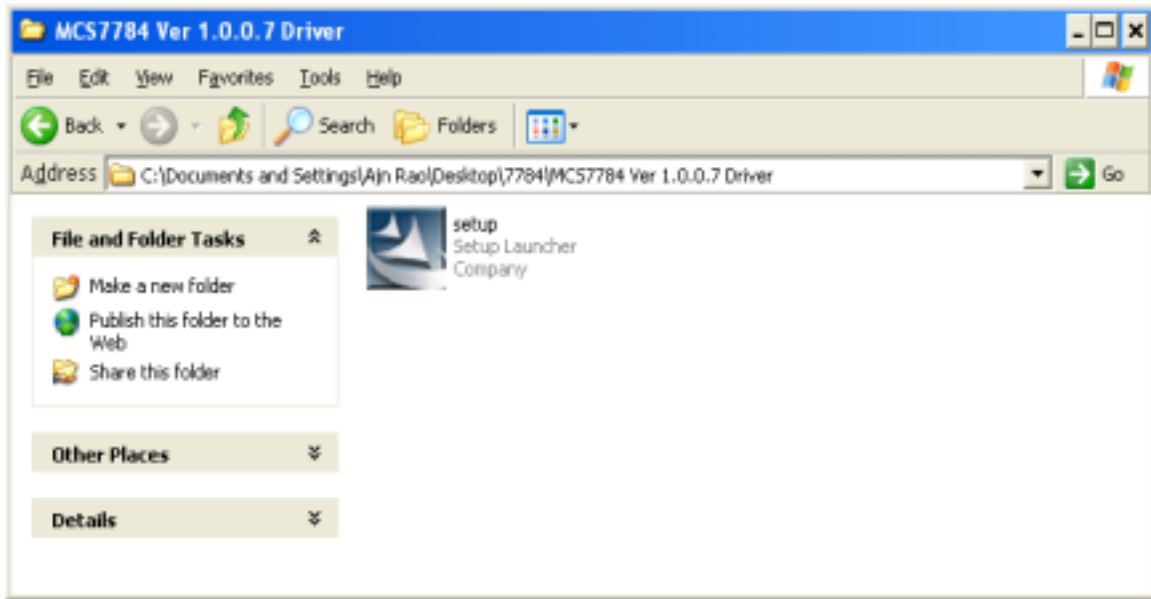 MCS7784 Ver 1.0.0.7 Driver
File Edit View Favorites Tools Help
Back Search Folders
Address C:\Documents and Settings\Ajn Rao\Desktop\7784\MCS7784 Ver 1.0.0.7 Driver Go
File and Folder Tasks
Make a new folder
Publish this folder to the
Web
Share this folder
Other Places
Details
setup
Setup Launcher
Company